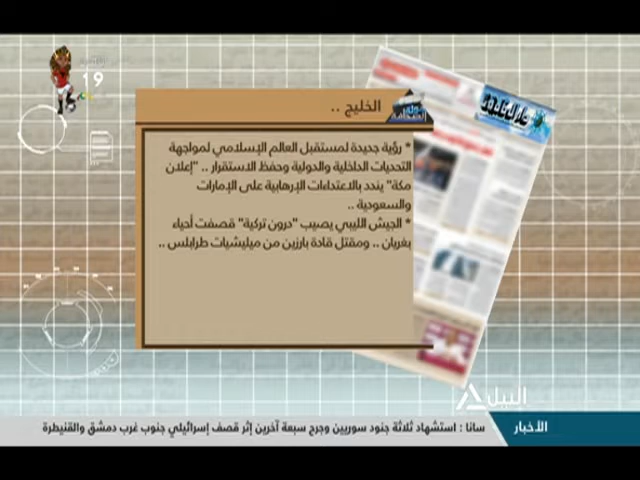 19
الخليج ..
* رؤية جديدة لمستقبل العالم الإسلامي لمواجهة
التحديات الداخلية والدولية وحفظ الاستقرار .. "إعلان
مكة" يندد بالاعتداءات الإرهابية على الإمارات
والسعودية ..
* الجيش الليبي يصيب "درون تركية" قصفت أحياء
بغريان .. ومقتل قادة بارزين من ميليشيات طرابلس ..
النيل
الأخبار
سانا : استشهاد ثلاثة جنود سوريين وجرح سبعة آخرين إثر قصف إسرائيلي جنوب غرب دمشق والقنيطرة